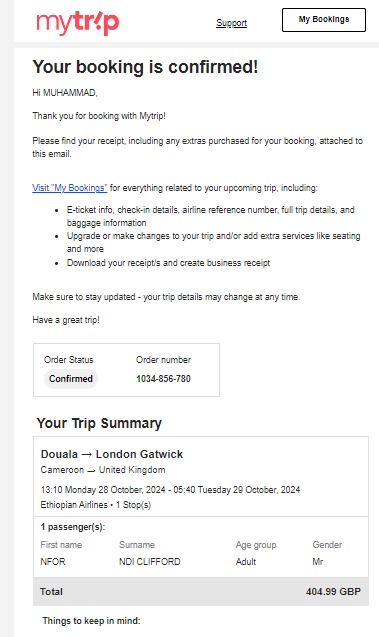 mytrip
Support
My Bookings
Your booking is confirmed!
Hi MUHAMMAD,
Thank you for booking with Mytrip!
Please find your receipt, including any extras purchased for your booking, attached to
this email.
Visit "My Bookings" for everything related to your upcoming trip, including:
• E-ticket info, check-in details, airline reference number, full trip details, and
baggage information
• Upgrade or make changes to your trip and/or add extra services like seating
and more
• Download your receipt/s and create business receipt
Make sure to stay updated - your trip details may change at any time.
Have a great trip!
Order Status Order number
Confirmed 1034-856-780
Your Trip Summary
Douala → London Gatwick
Cameroon → United Kingdom
13:10 Monday 28 October, 2024 - 05:40 Tuesday 29 October, 2024
Ethiopian Airlines • 1 Stop(s)
1 passenger(s):
First name Surname Age group Gender
NFOR NDI CLIFFORD Adult Mr
Total 404.99 GBP
Things to keep in mind: